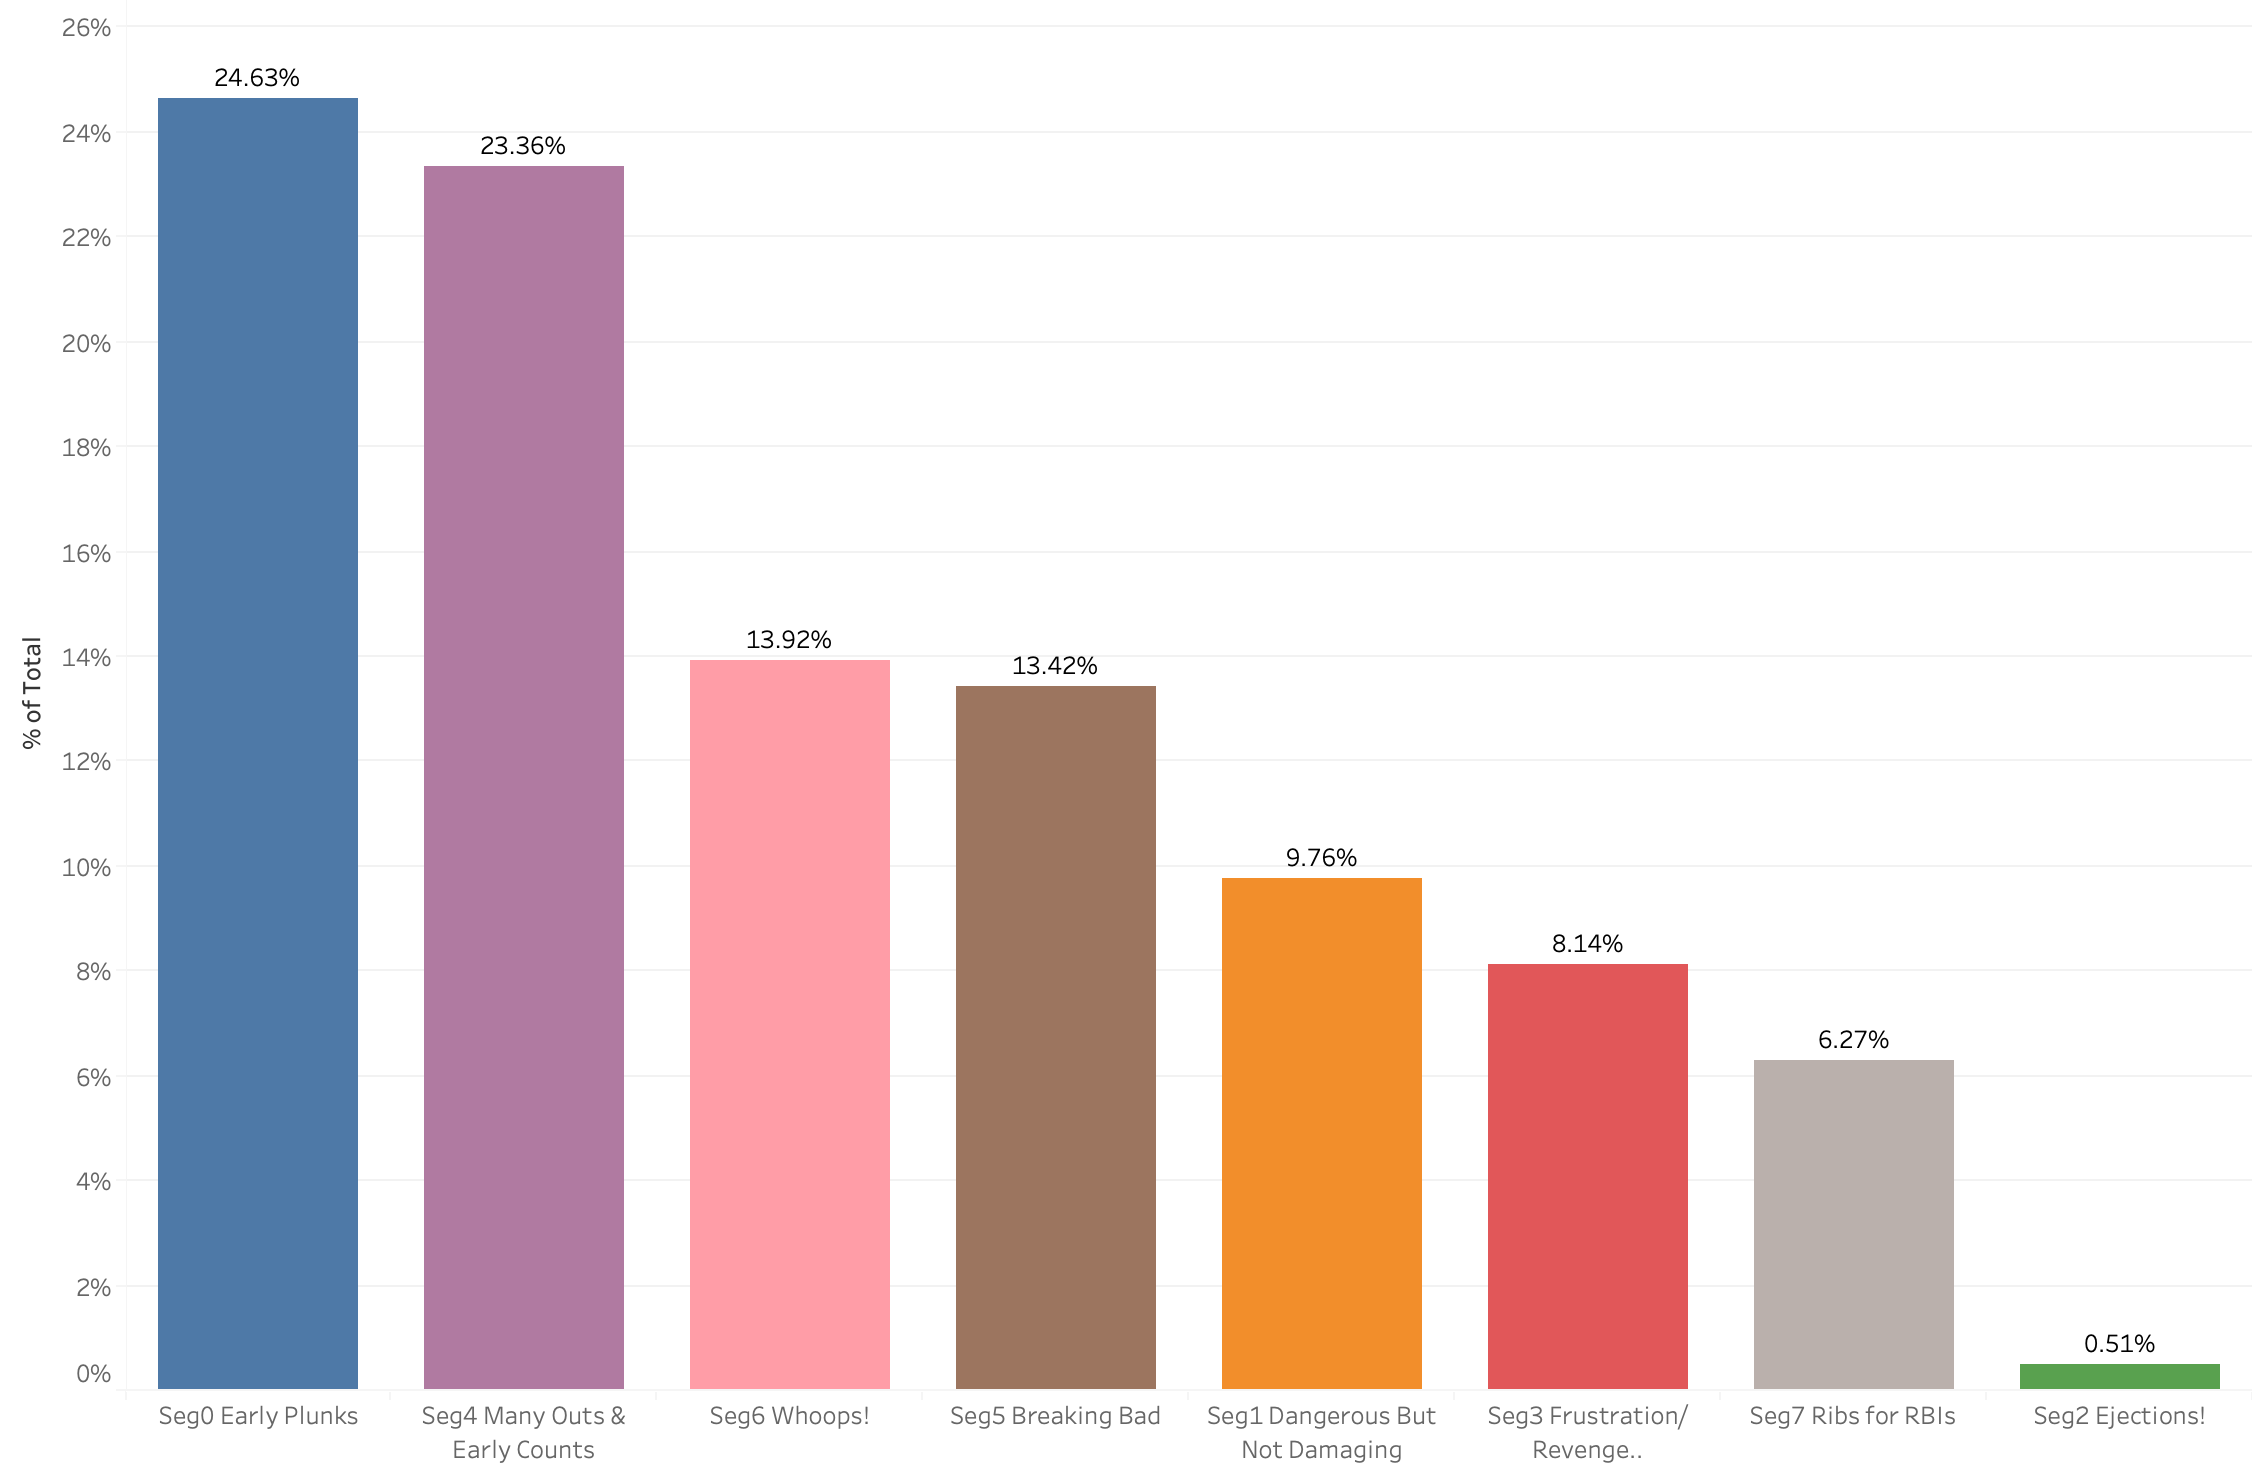 26%
24%
22%
20%
18%
16%
14%
12%
10%
8%
6%
4%
2%
0%
% of Total
24.63%
23.36%
13.92%
13.42%
9.76%
8.14%
6.27%
0.51%
Seg0 Early Plunks
Seg4 Many Outs &
Early Counts
Seg6 Whoops!
Seg5 Breaking Bad
Seg1 Dangerous But
Not Damaging
Seg3 Frustration/
Revenge..
Seg7 Ribs for RBIs
Seg2 Ejections!